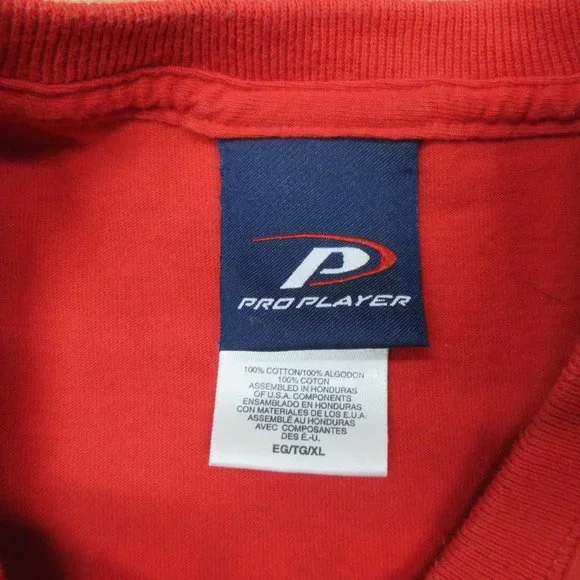 P
PRO PLAYER
100% COTTON/100% ALGODON
100% COTON
ASSEMBLED IN HONDURAS
OF U.S.A. COMPONENTS
ENSAMBLADO EN HONDURAS
CON MATERIALES DE LOS E.U.A.
ASSEMBLÉ AU HONDURAS
AVEC COMPOSANTES
DES É.-U.
EG/TG/XL